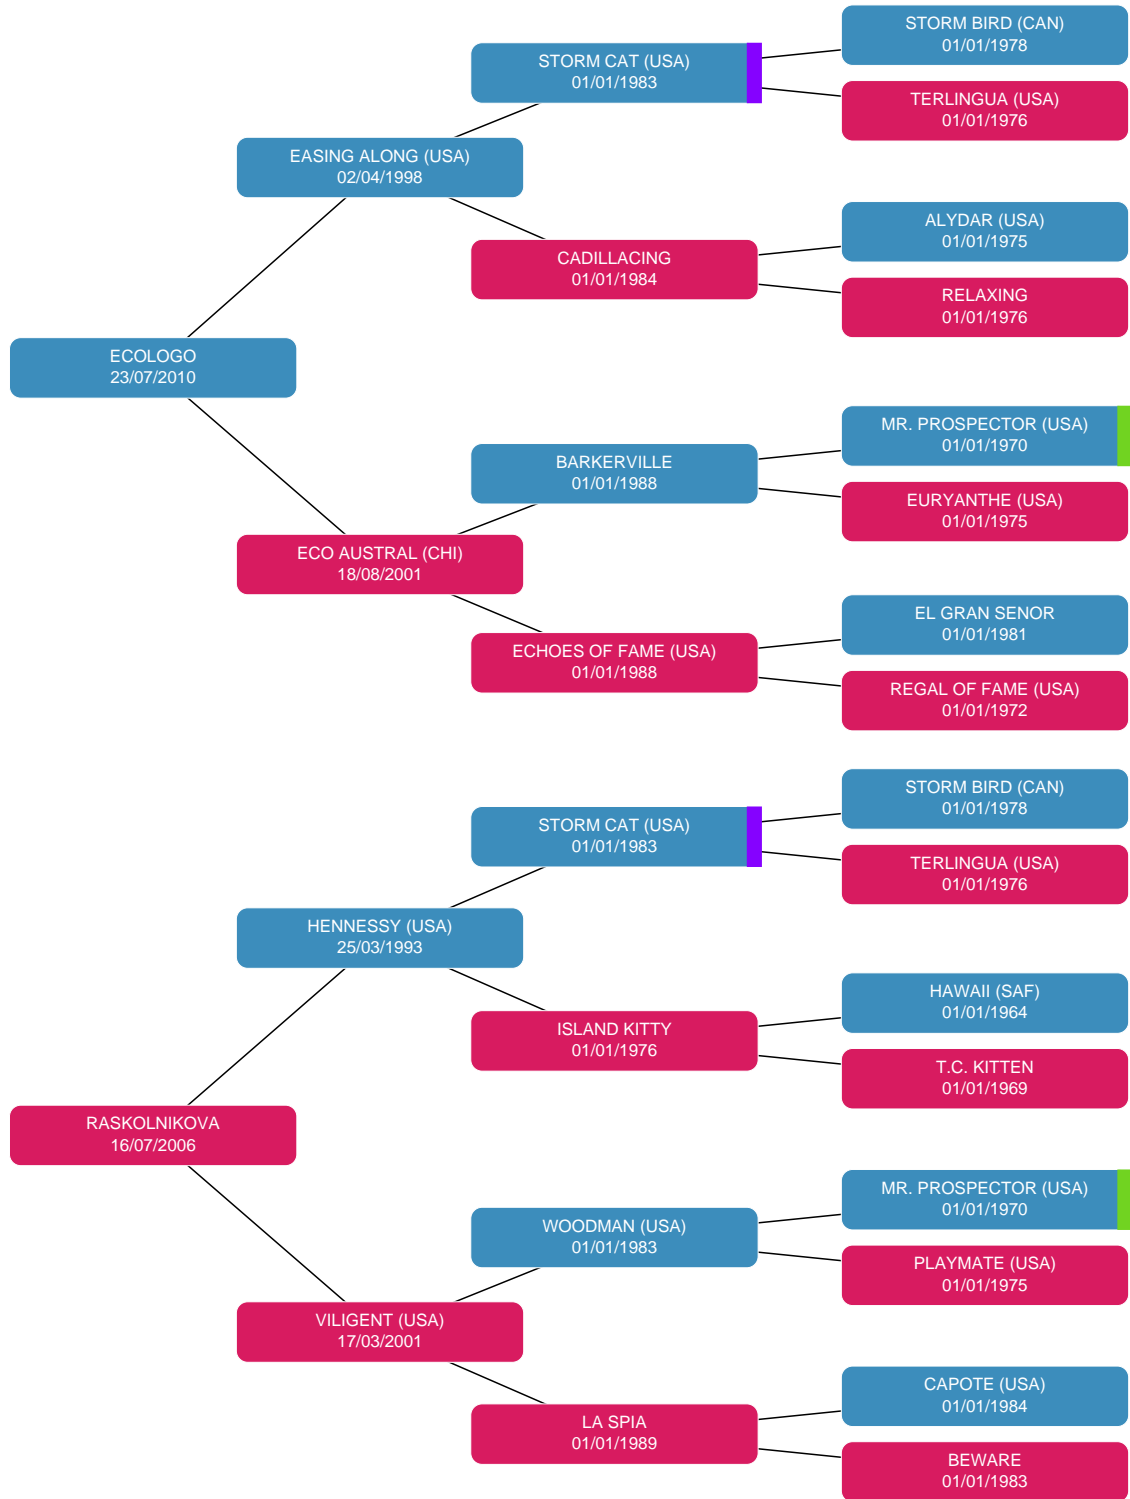 STORM BIRD (CAN)
01/01/1978
STORM CAT (USA)
01/01/1983
TERLINGUA (USA)
01/01/1976
EASING ALONG (USA)
02/04/1998
ALYDAR (USA)
01/01/1975
CADILLACING
01/01/1984
RELAXING
01/01/1976
ECOLOGO
23/07/2010
MR. PROSPECTOR (USA)
01/01/1970
BARKERVILLE
01/01/1988
EURYANTHE (USA)
01/01/1975
ECO AUSTRAL (CHI)
18/08/2001
EL GRAN SENOR
01/01/1981
ECHOES OF FAME (USA)
01/01/1988
REGAL OF FAME (USA)
01/01/1972
STORM BIRD (CAN)
01/01/1978
STORM CAT (USA)
01/01/1983
TERLINGUA (USA)
01/01/1976
HENNESSY (USA)
25/03/1993
HAWAII (SAF)
01/01/1964
ISLAND KITTY
01/01/1976
T.C. KITTEN
01/01/1969
RASKOLNIKOVA
16/07/2006
MR. PROSPECTOR (USA)
01/01/1970
WOODMAN (USA)
01/01/1983
PLAYMATE (USA)
01/01/1975
VILIGENT (USA)
17/03/2001
CAPOTE (USA)
01/01/1984
LA SPIA
01/01/1989
BEWARE
01/01/1983